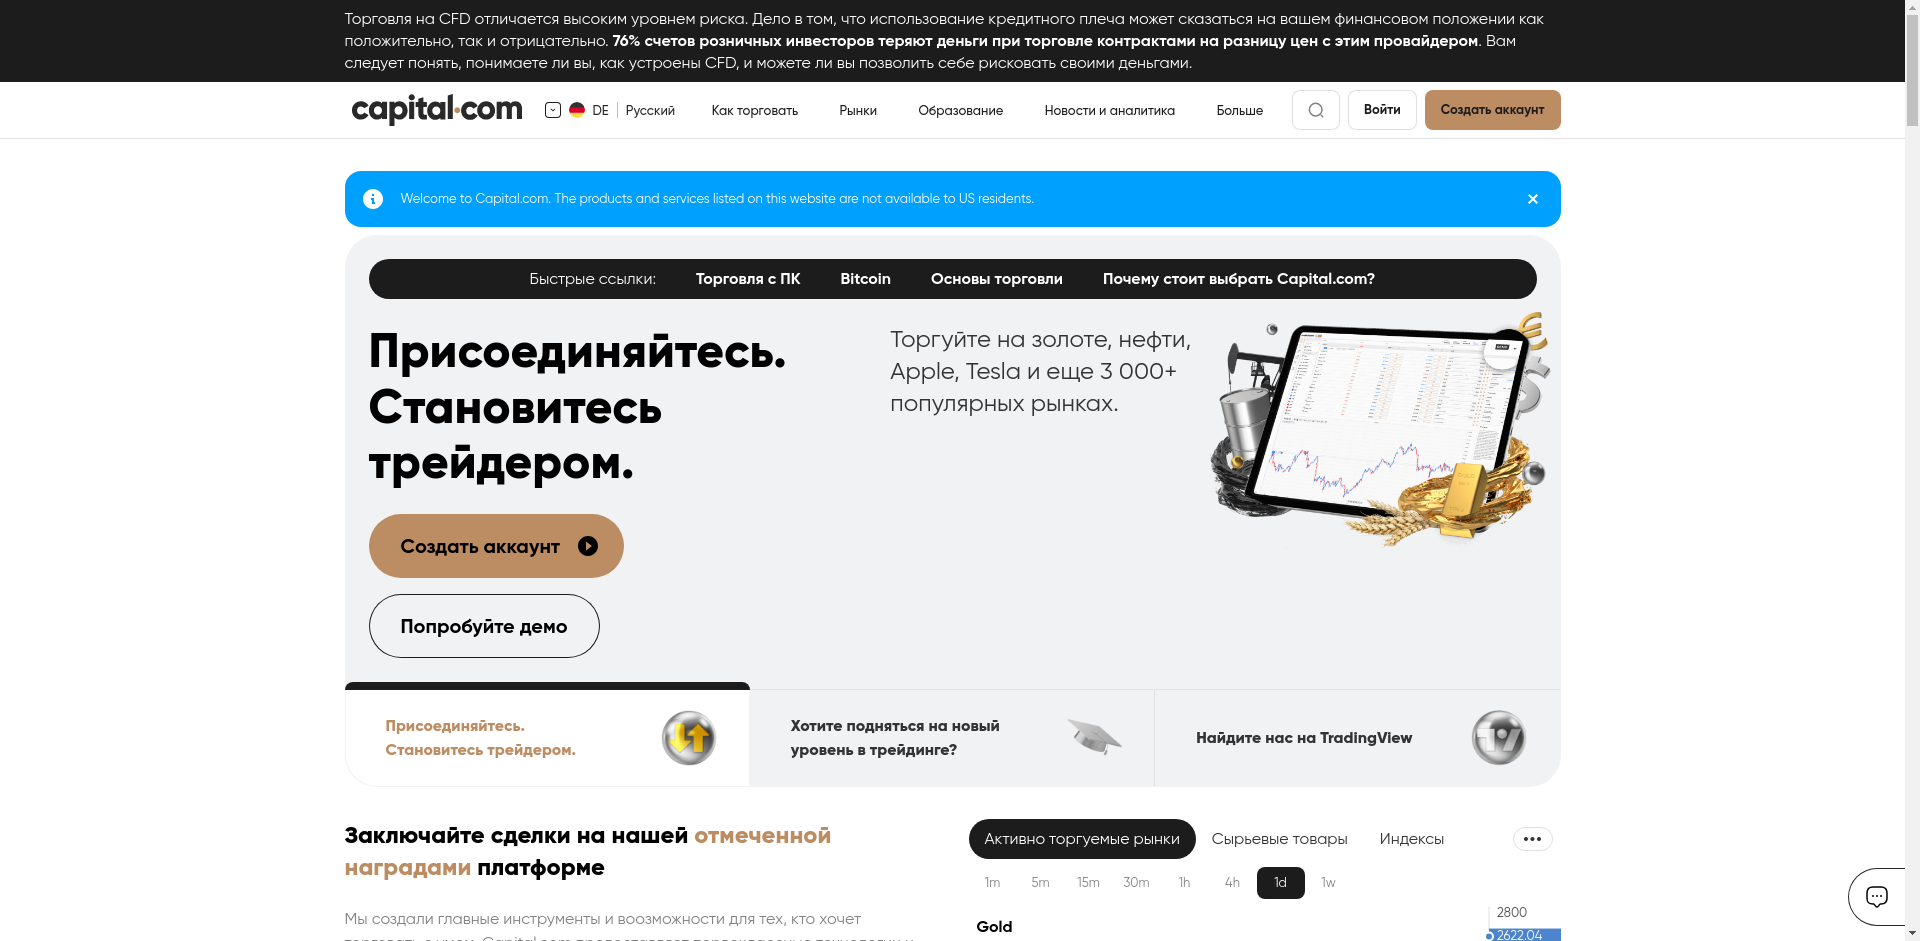 Торговля на CFD отличается высоким уровнем риска. Дело в том, что использование кредитного плеча может сказаться на вашем финансовом положении как
положительно, так и отрицательно. 76% счетов розничных инвесторов теряют деньги при торговле контрактами на разницу цен с этим провайдером. Вам
следует понять, понимаете ли вы, как устроены CFD, и можете ли вы позволить себе рисковать своими деньгами.
capital.com
DE Русский
Как торговать
Рынки
Образование
Новости и аналитика
Больше
Войти
Создать аккаунт
Welcome to Capital.com. The products and services listed on this website are not available to US residents.
Быстрые ссылки: Торговля с ПК Bitcoin Основы торговли Почему стоит выбрать Capital.com?
Присоединяйтесь.
Становитесь
трейдером.
Торгуйте на золоте, нефти,
Apple, Tesla и еще 3 000+
популярных рынках.
Создать аккаунт
Попробуйте демо
Присоединяйтесь.
Становитесь трейдером.
Хотите подняться на новый
уровень в трейдинге?
Найдите нас на TradingView
Заключайте сделки на нашей отмеченной
наградами платформе
Мы создали главные инструменты и воозможности для тех, кто хочет
Активно торгуемые рынки Сырьевые товары Индексы
1m 5m 15m 30m 1h 4h 1d 1w
Gold
2800
2622.04